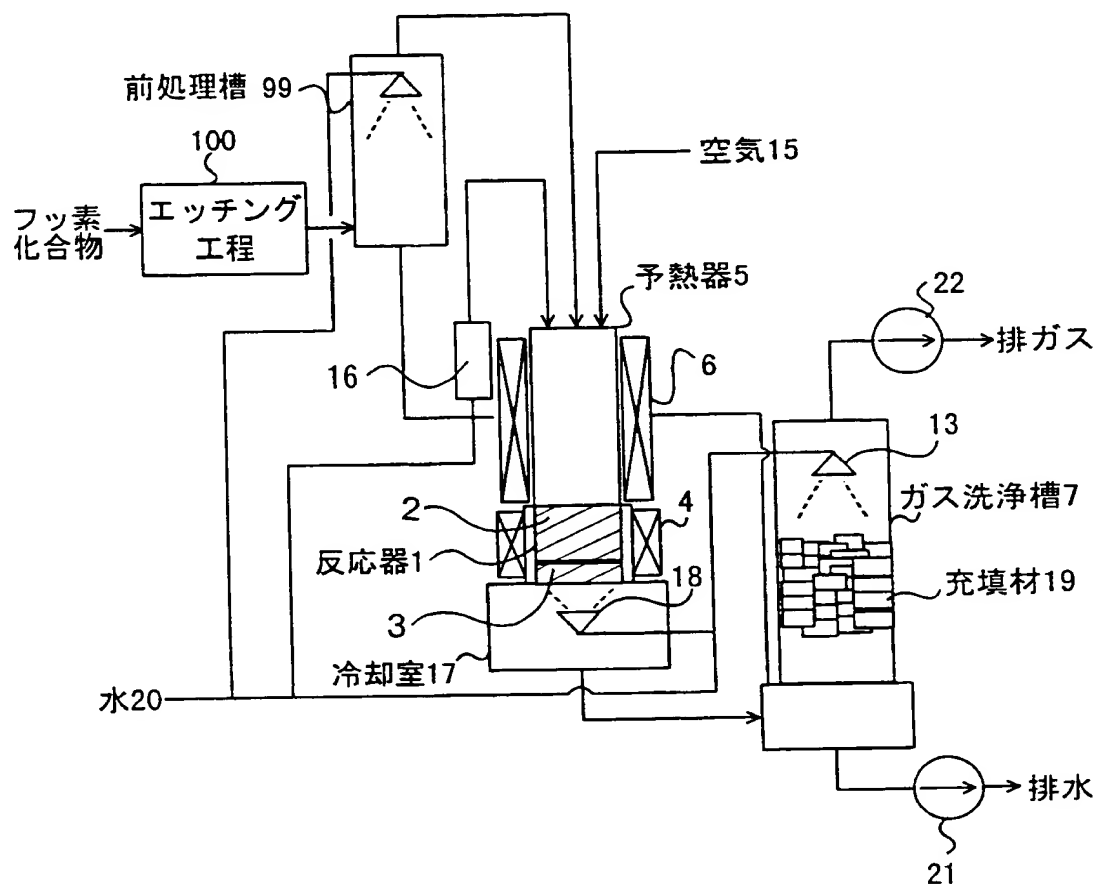 前処理槽 99
100
フッ素
化合物
エッチング
工程
空気15
予熱器5
22
排ガス
16
6
13
ガス洗浄槽7
2
4
反応器1
18
充填材19
3
冷却室17
水20
排水
21